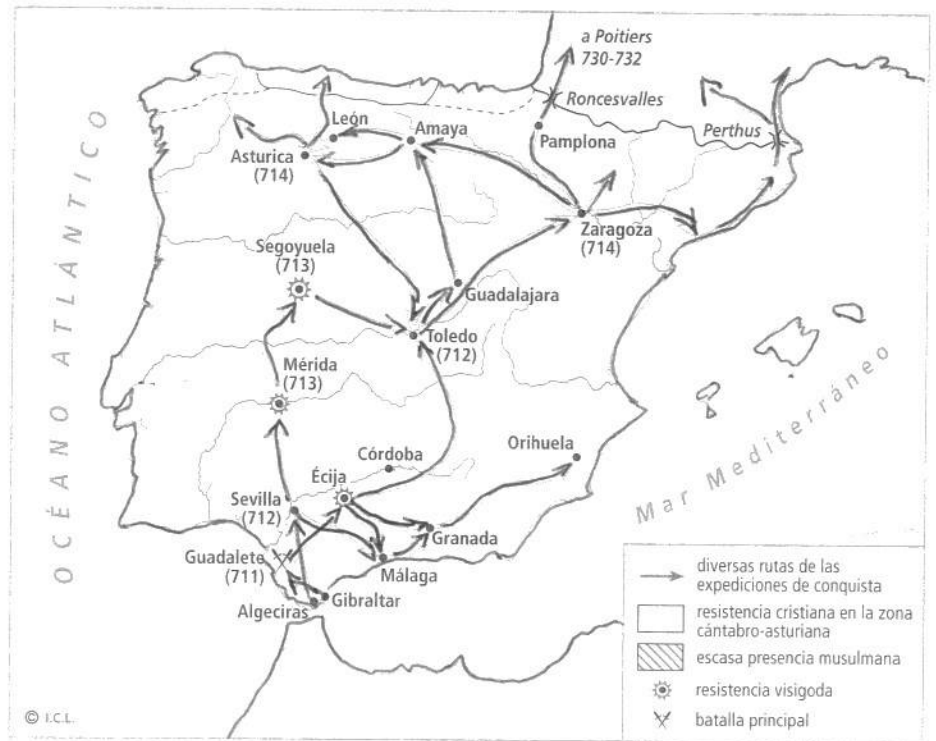 a Poitiers
730-732
Roncesvalles
León
Amaya
Pamplona
Perthus
Asturica
(714)
Zaragoza
(714)
Segoyuela
(713)
Guadalajara
Toledo
(712)
Mérida
(713)
Orihuela
Córdoba
Écija
Sevilla
(712)
Granada
Guadalete
(711)
Málaga
Gibraltar
Algeciras
OCÉANO ATLÁNTICO
Mar Mediterráneo
diversas rutas de las
expediciones de conquista
resistencia cristiana en la zona
cántabro-asturiana
escasa presencia musulmana
resistencia visigoda
batalla principal
© I.C.L.